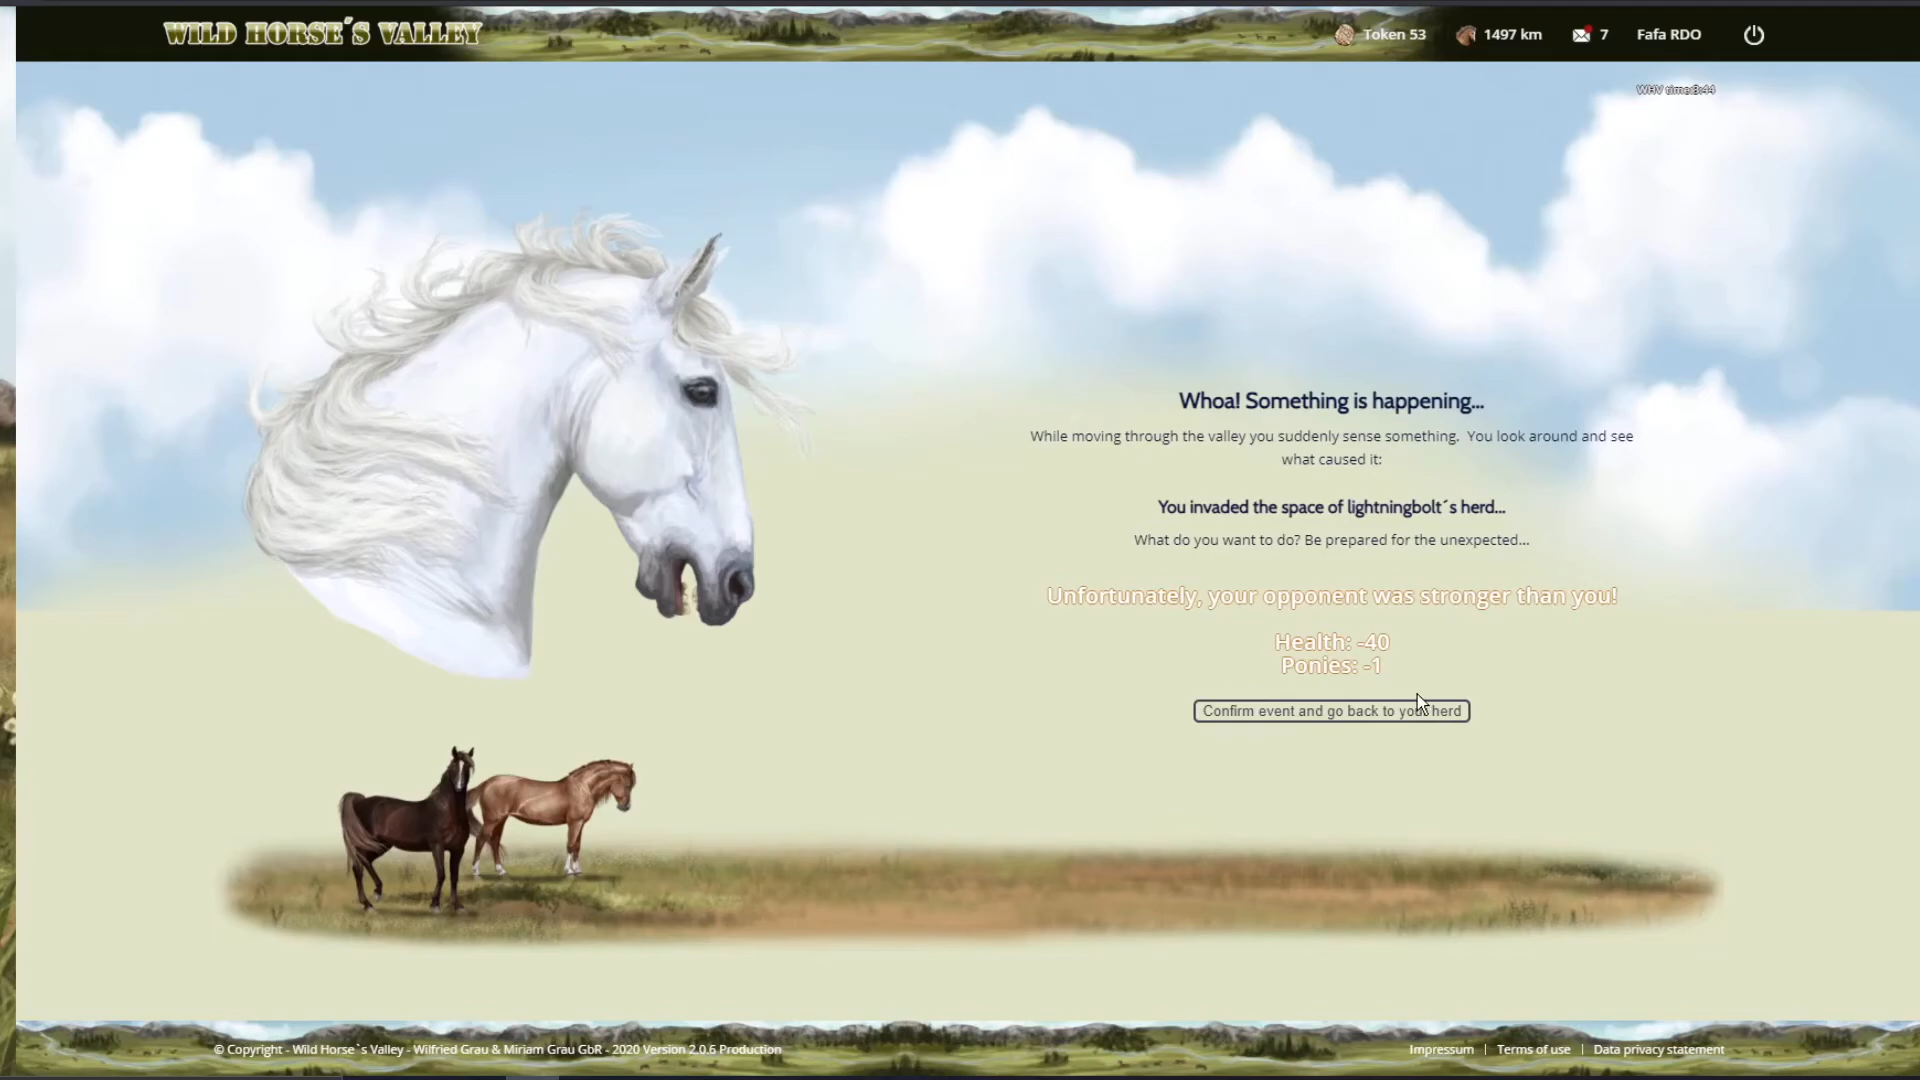 WILD HORSE´S VALLEY
Token 53
1497 km
7
Fafa RDO
WHV time:3:44
Whoa! Something is happening...
While moving through the valley you suddenly sense something. You look around and see
what caused it:
You invaded the space of lightningbolt´s herd...
What do you want to do? Be prepared for the unexpected...
Unfortunately, your opponent was stronger than you!
Health: -40
Ponies: -1
Confirm event and go back to your herd
© Copyright - Wild Horse`s Valley - Wilfried Grau & Miriam Grau GbR - 2020 Version 2.0.6 Production
Impressum | Terms of use | Data privacy statement